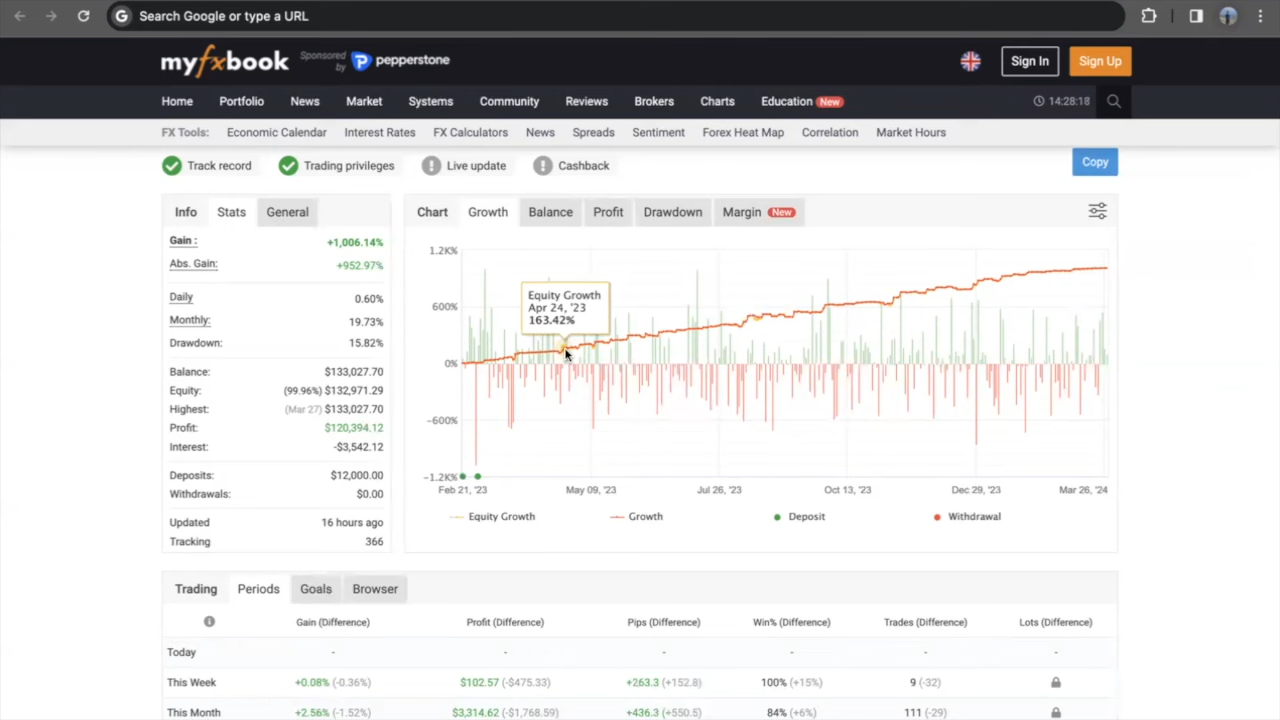 Search Google or type a URL
myfxbook Sponsored by pepperstone
Sign In Sign Up
Home Portfolio News Market Systems Community Reviews Brokers Charts Education New 14:28:18
FX Tools: Economic Calendar Interest Rates FX Calculators News Spreads Sentiment Forex Heat Map Correlation Market Hours
Track record Trading privileges Live update Cashback Copy
Info Stats General
Gain : +1,006.14%
Abs. Gain: +952.97%
Daily 0.60%
Monthly: 19.73%
Drawdown: 15.82%
Balance: $133,027.70
Equity: (99.96%) $132,971.29
Highest: (Mar 27) $133,027.70
Profit: $120,394.12
Interest: -$3,542.12
Deposits: $12,000.00
Withdrawals: $0.00
Updated 16 hours ago
Tracking 366
Chart Growth Balance Profit Drawdown Margin New
1.2K%
600%
0%
-600%
-1.2K%
Equity Growth
Apr 24, '23
163.42%
Feb 21, '23 May 09, '23 Jul 26, '23 Oct 13, '23 Dec 29, '23 Mar 26, '24
Equity Growth Growth Deposit Withdrawal
Trading Periods Goals Browser
Gain (Difference) Profit (Difference) Pips (Difference) Win% (Difference) Trades (Difference) Lots (Difference)
Today - - - - - -
This Week +0.08% (-0.36%) $102.57 (-$475.33) +263.3 (+152.8) 100% (+15%) 9 (-32)
This Month +2.56% (-1.52%) $3,314.62 (-$1,768.59) +436.3 (+550.5) 84% (+6%) 111 (-29)